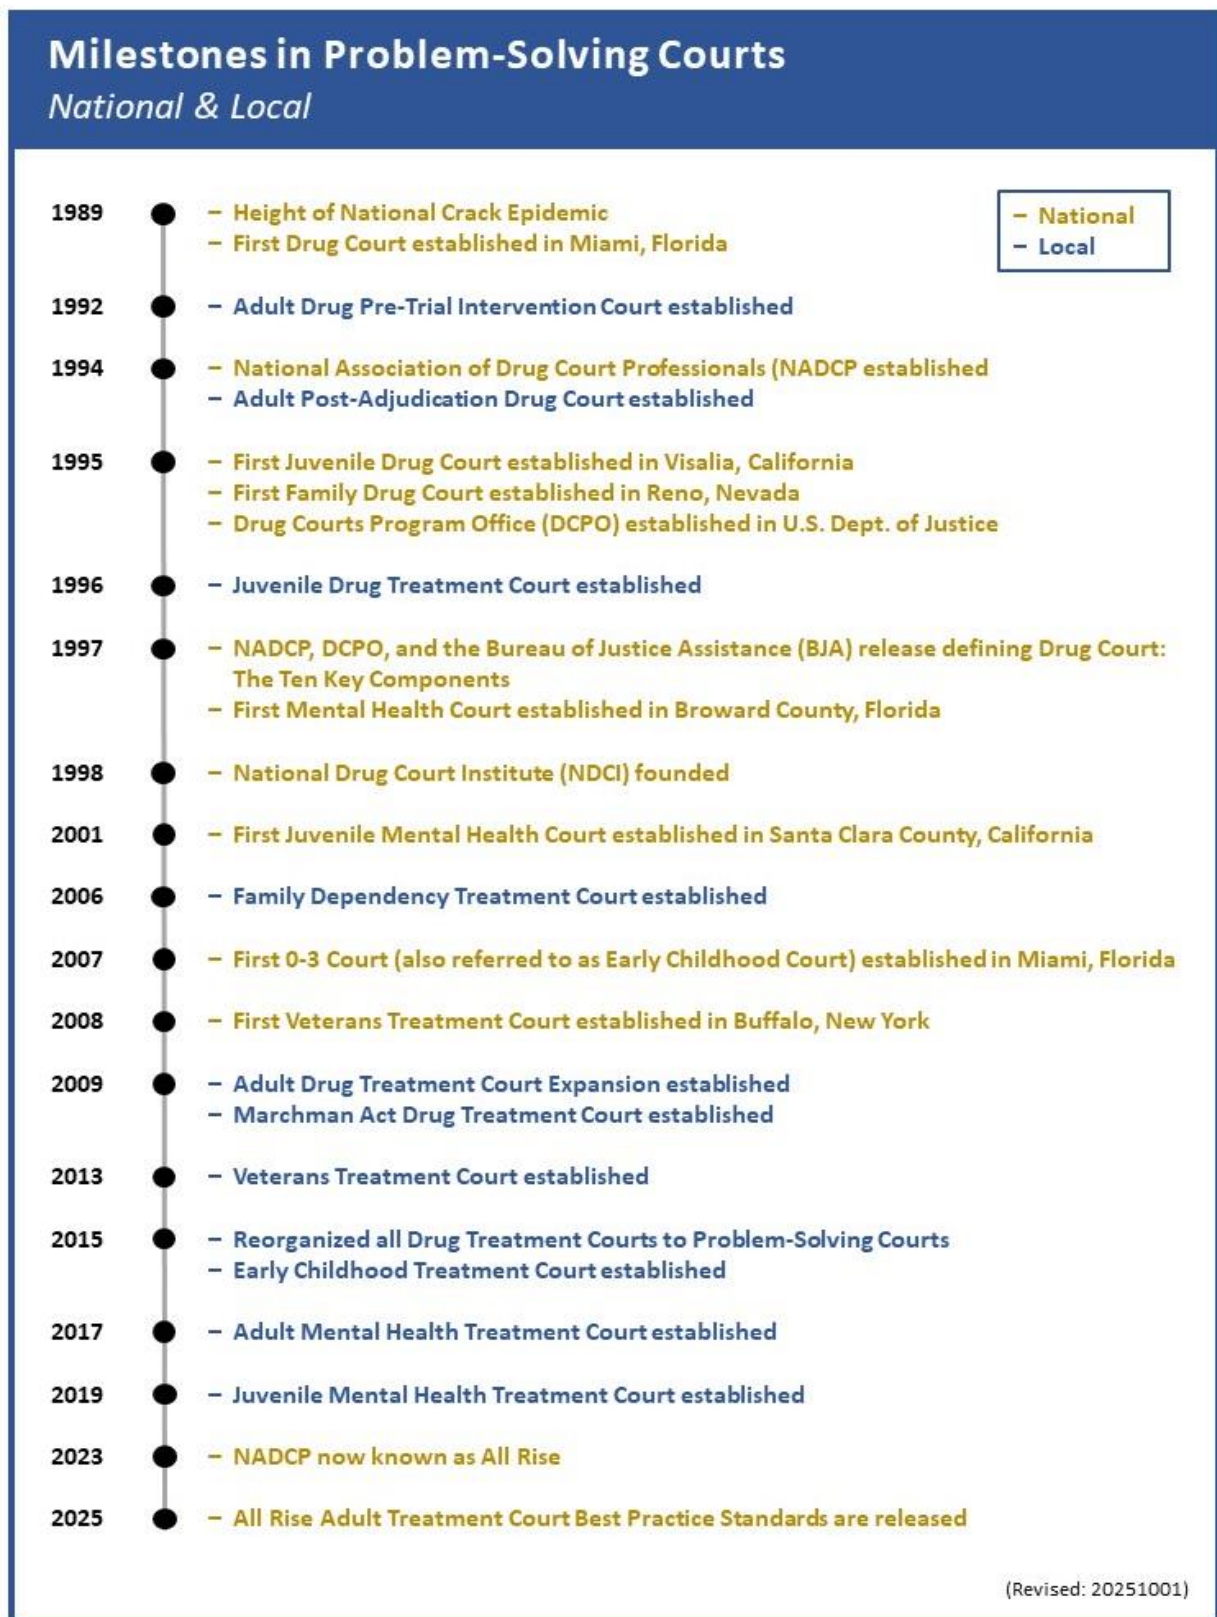 Milestones in Problem-Solving Courts
National & Local
1989
– Height of National Crack Epidemic
– First Drug Court established in Miami, Florida
– National
– Local
1992
– Adult Drug Pre-Trial Intervention Court established
1994
– National Association of Drug Court Professionals (NADCP established
– Adult Post-Adjudication Drug Court established
1995
– First Juvenile Drug Court established in Visalia, California
– First Family Drug Court established in Reno, Nevada
– Drug Courts Program Office (DCPO) established in U.S. Dept. of Justice
1996
– Juvenile Drug Treatment Court established
1997
– NADCP, DCPO, and the Bureau of Justice Assistance (BJA) release defining Drug Court:
The Ten Key Components
– First Mental Health Court established in Broward County, Florida
1998
– National Drug Court Institute (NDCI) founded
2001
– First Juvenile Mental Health Court established in Santa Clara County, California
2006
– Family Dependency Treatment Court established
2007
– First 0-3 Court (also referred to as Early Childhood Court) established in Miami, Florida
2008
– First Veterans Treatment Court established in Buffalo, New York
2009
– Adult Drug Treatment Court Expansion established
– Marchman Act Drug Treatment Court established
2013
– Veterans Treatment Court established
2015
– Reorganized all Drug Treatment Courts to Problem-Solving Courts
– Early Childhood Treatment Court established
2017
– Adult Mental Health Treatment Court established
2019
– Juvenile Mental Health Treatment Court established
2023
– NADCP now known as All Rise
2025
– All Rise Adult Treatment Court Best Practice Standards are released
(Revised: 20251001)